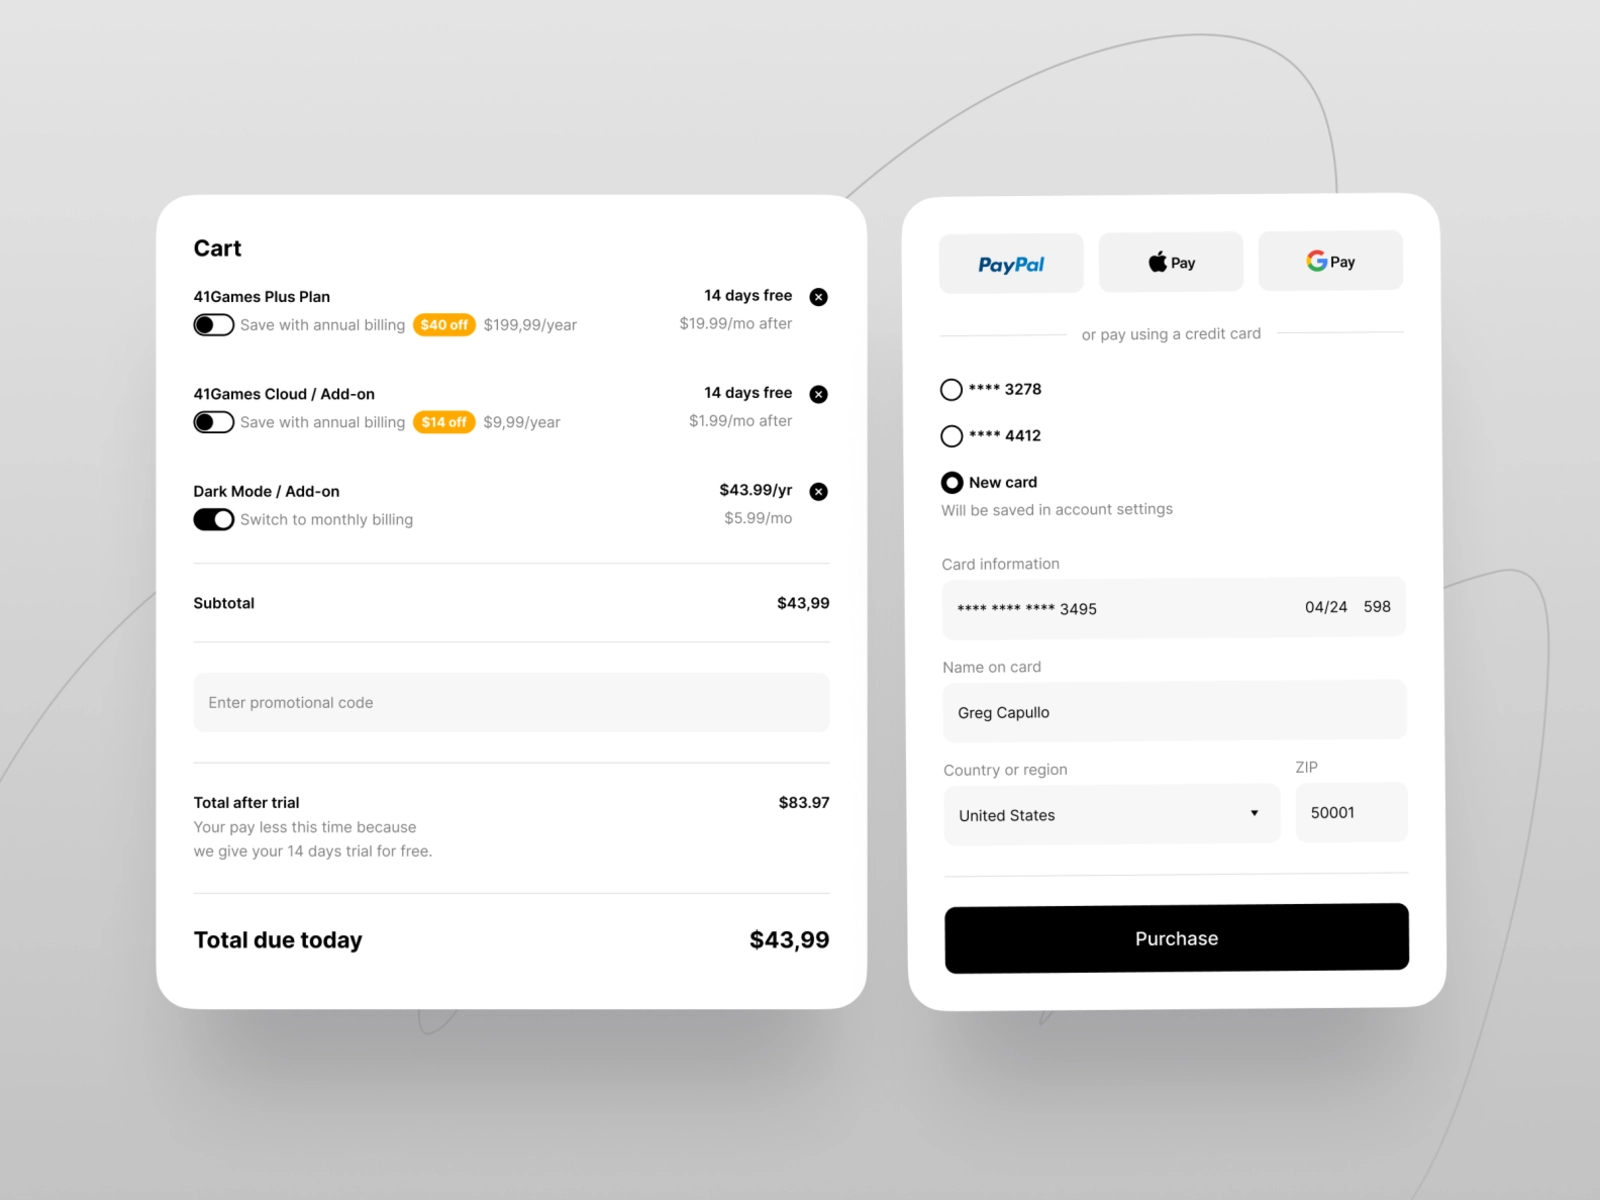 Cart
41Games Plus Plan
14 days free
Save with annual billing $40 off $199,99/year
$19.99/mo after
41Games Cloud / Add-on
14 days free
Save with annual billing $14 off $9,99/year
$1.99/mo after
Dark Mode / Add-on
$43.99/yr
Switch to monthly billing
$5.99/mo
Subtotal
$43,99
Enter promotional code
Total after trial
$83.97
Your pay less this time because
we give your 14 days trial for free.
Total due today
$43,99
PayPal
Pay
G Pay
or pay using a credit card
**** 3278
**** 4412
New card
Will be saved in account settings
Card information
**** **** **** 3495
04/24 598
Name on card
Greg Capullo
Country or region
ZIP
United States
50001
Purchase